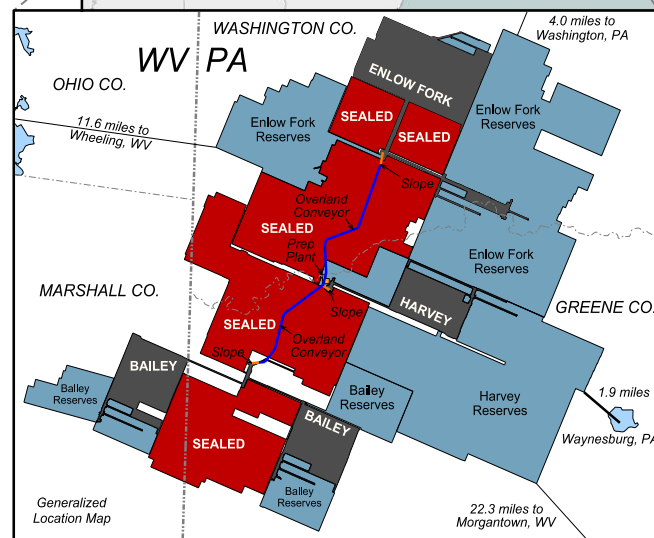 WASHINGTON CO.
4.0 miles to
Washington, PA
WV PA
OHIO CO.
ENLOW FORK
11.6 miles to
Wheeling, WV
Enlow Fork
Reserves
SEALED
SEALED
Enlow Fork
Reserves
Slope
Overland
Conveyor
SEALED
Prep
Plant
Enlow Fork
Reserves
MARSHALL CO.
HARVEY
GREENE CO.
Slope
SEALED
Overland
Conveyor
Slope
BAILEY
Bailey
Reserves
Bailey
Reserves
Harvey
Reserves
1.9 miles
BAILEY
Waynesburg, PA
SEALED
Bailey
Reserves
Generalized
Location Map
22.3 miles to
Morgantown, WV